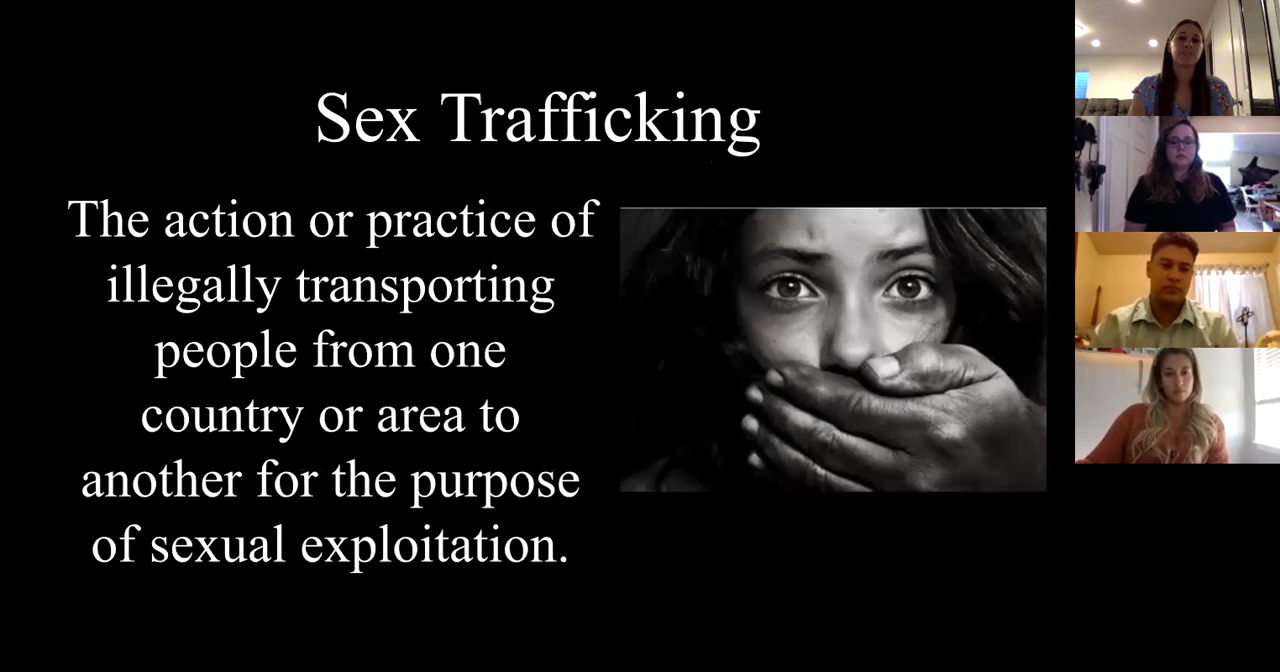 Sex Trafficking
The action or practice of
illegally transporting
people from one
country or area to
another for the purpose
of sexual exploitation.